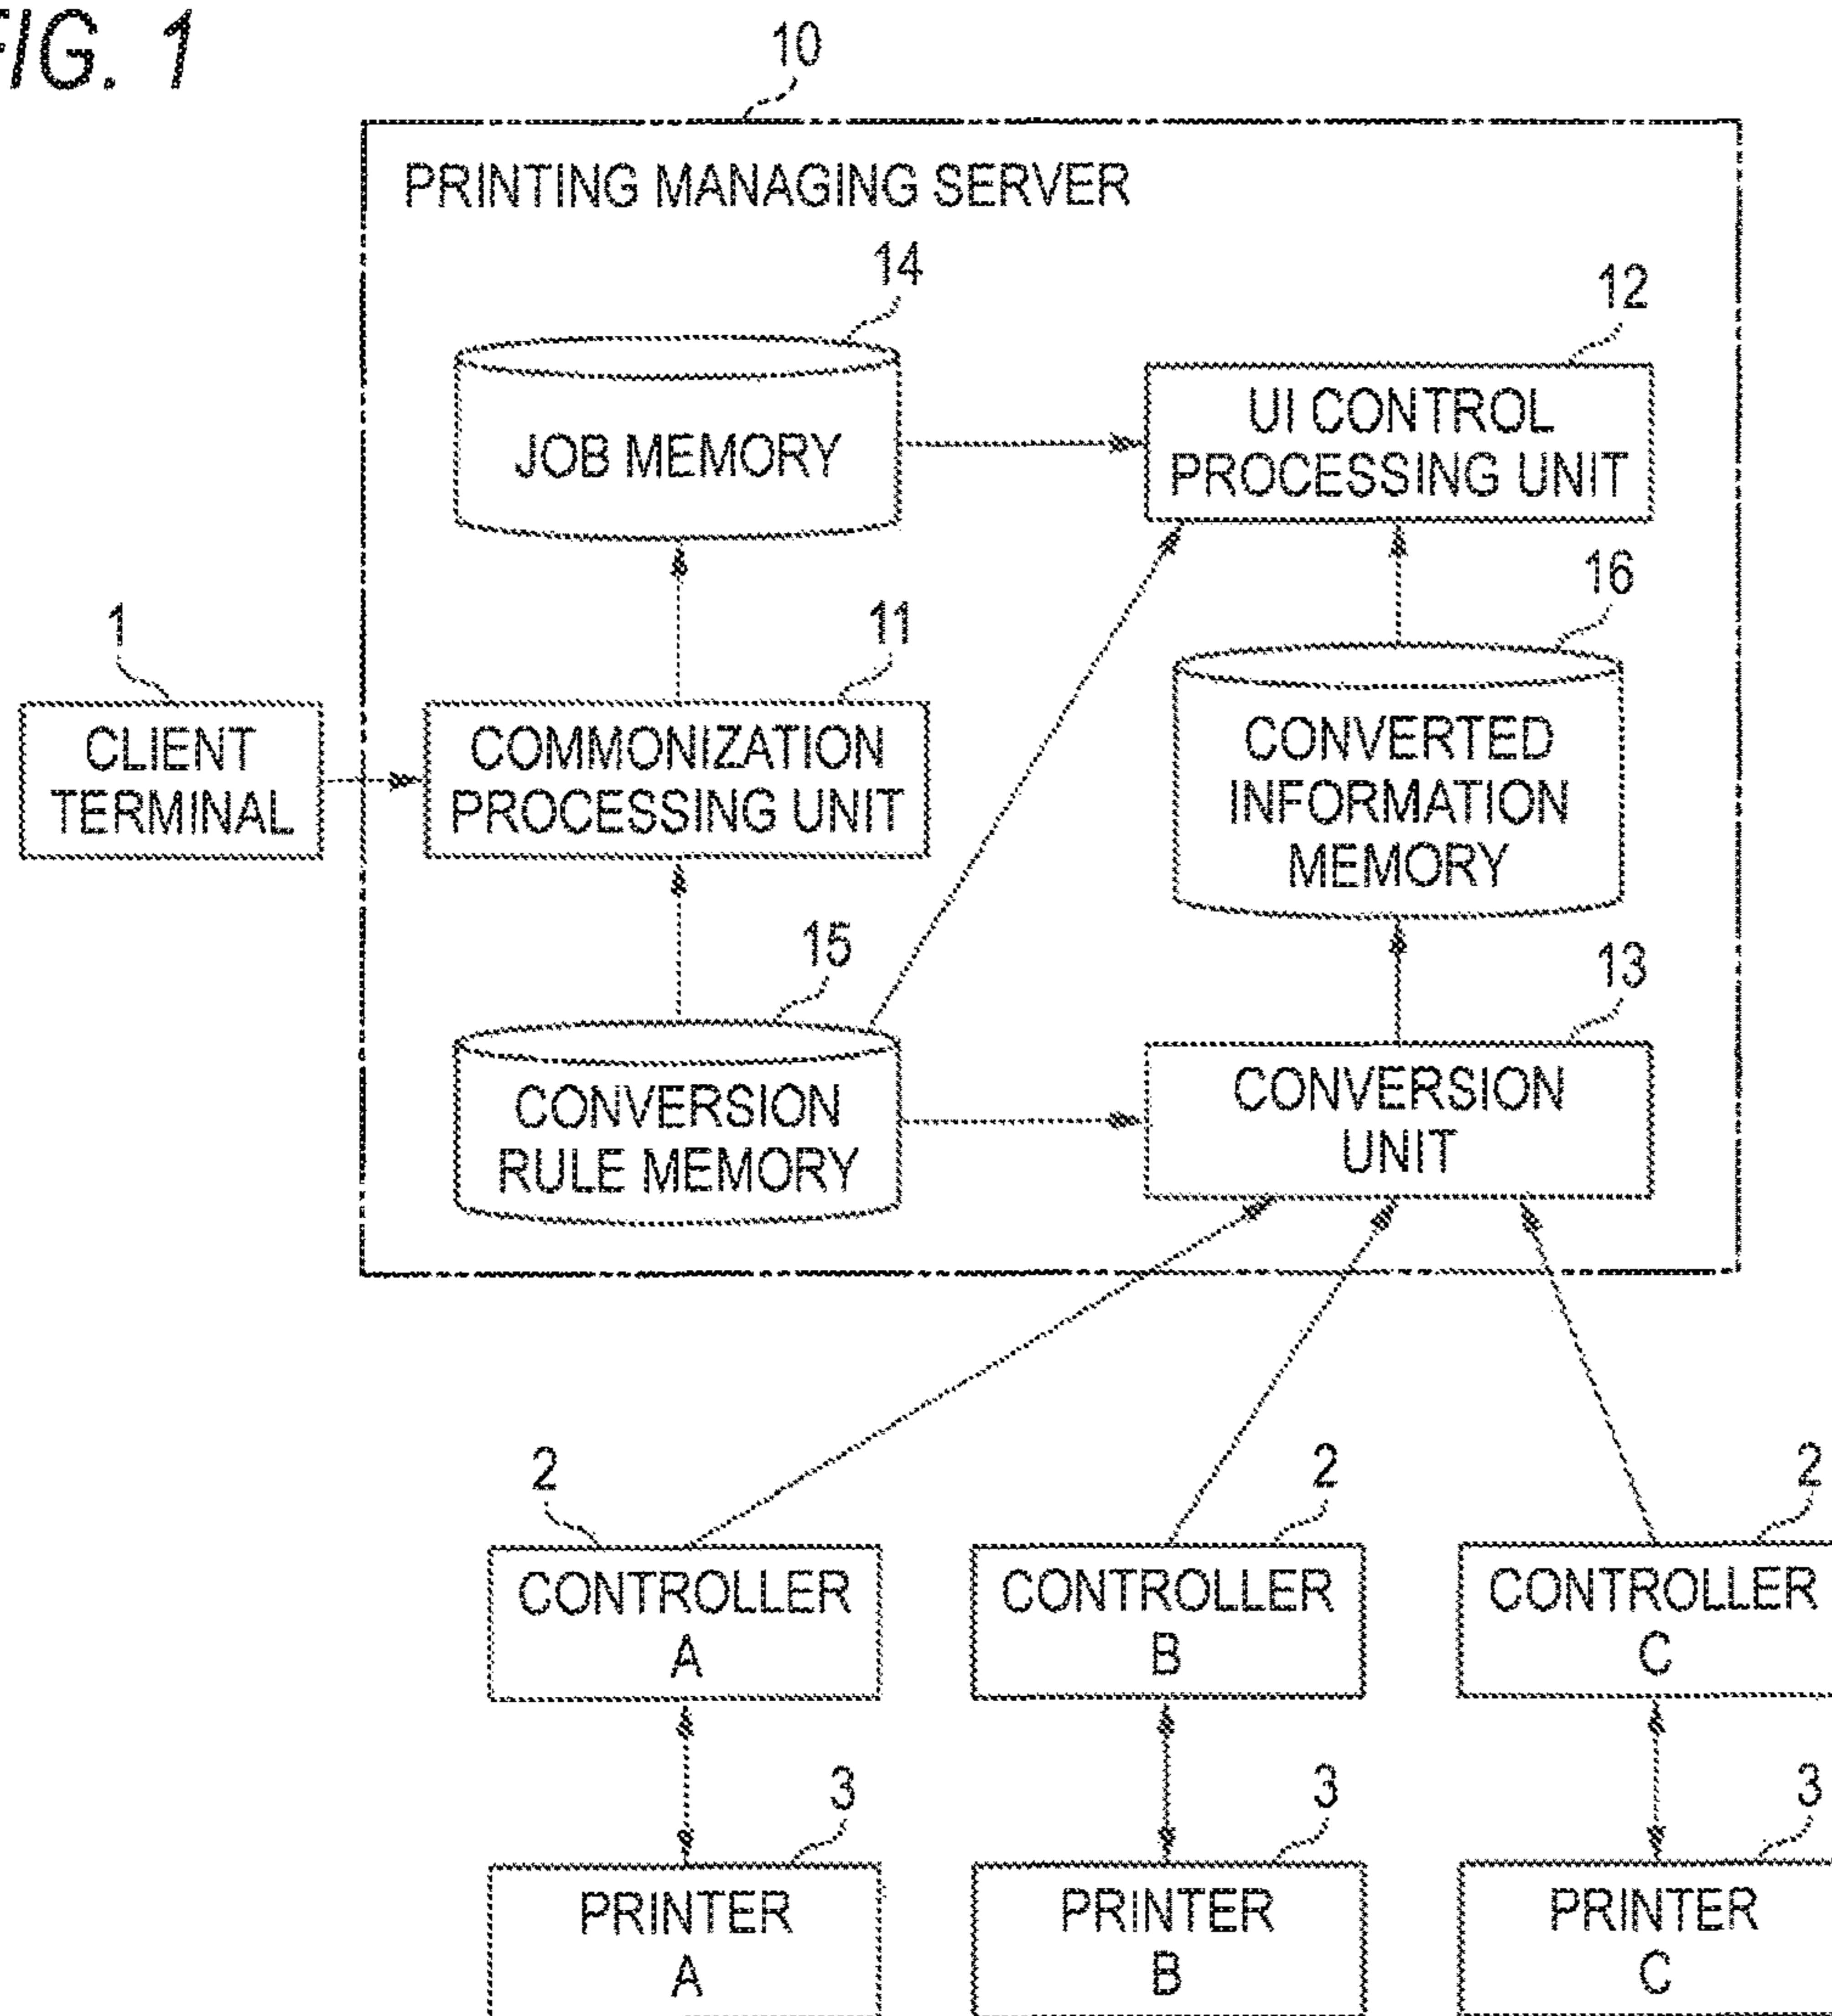 FIG. 1
10
PRINTING MANAGING SERVER
14
12
JOB MEMORY
UI CONTROL
PROCESSING UNIT
16
1
11
CLIENT
TERMINAL
COMMONIZATION
PROCESSING UNIT
CONVERTED
INFORMATION
MEMORY
15
13
CONVERSION
RULE MEMORY
CONVERSION
UNIT
2
2
2
CONTROLLER
A
CONTROLLER
B
CONTROLLER
C
3
3
3
PRINTER
A
PRINTER
B
PRINTER
C